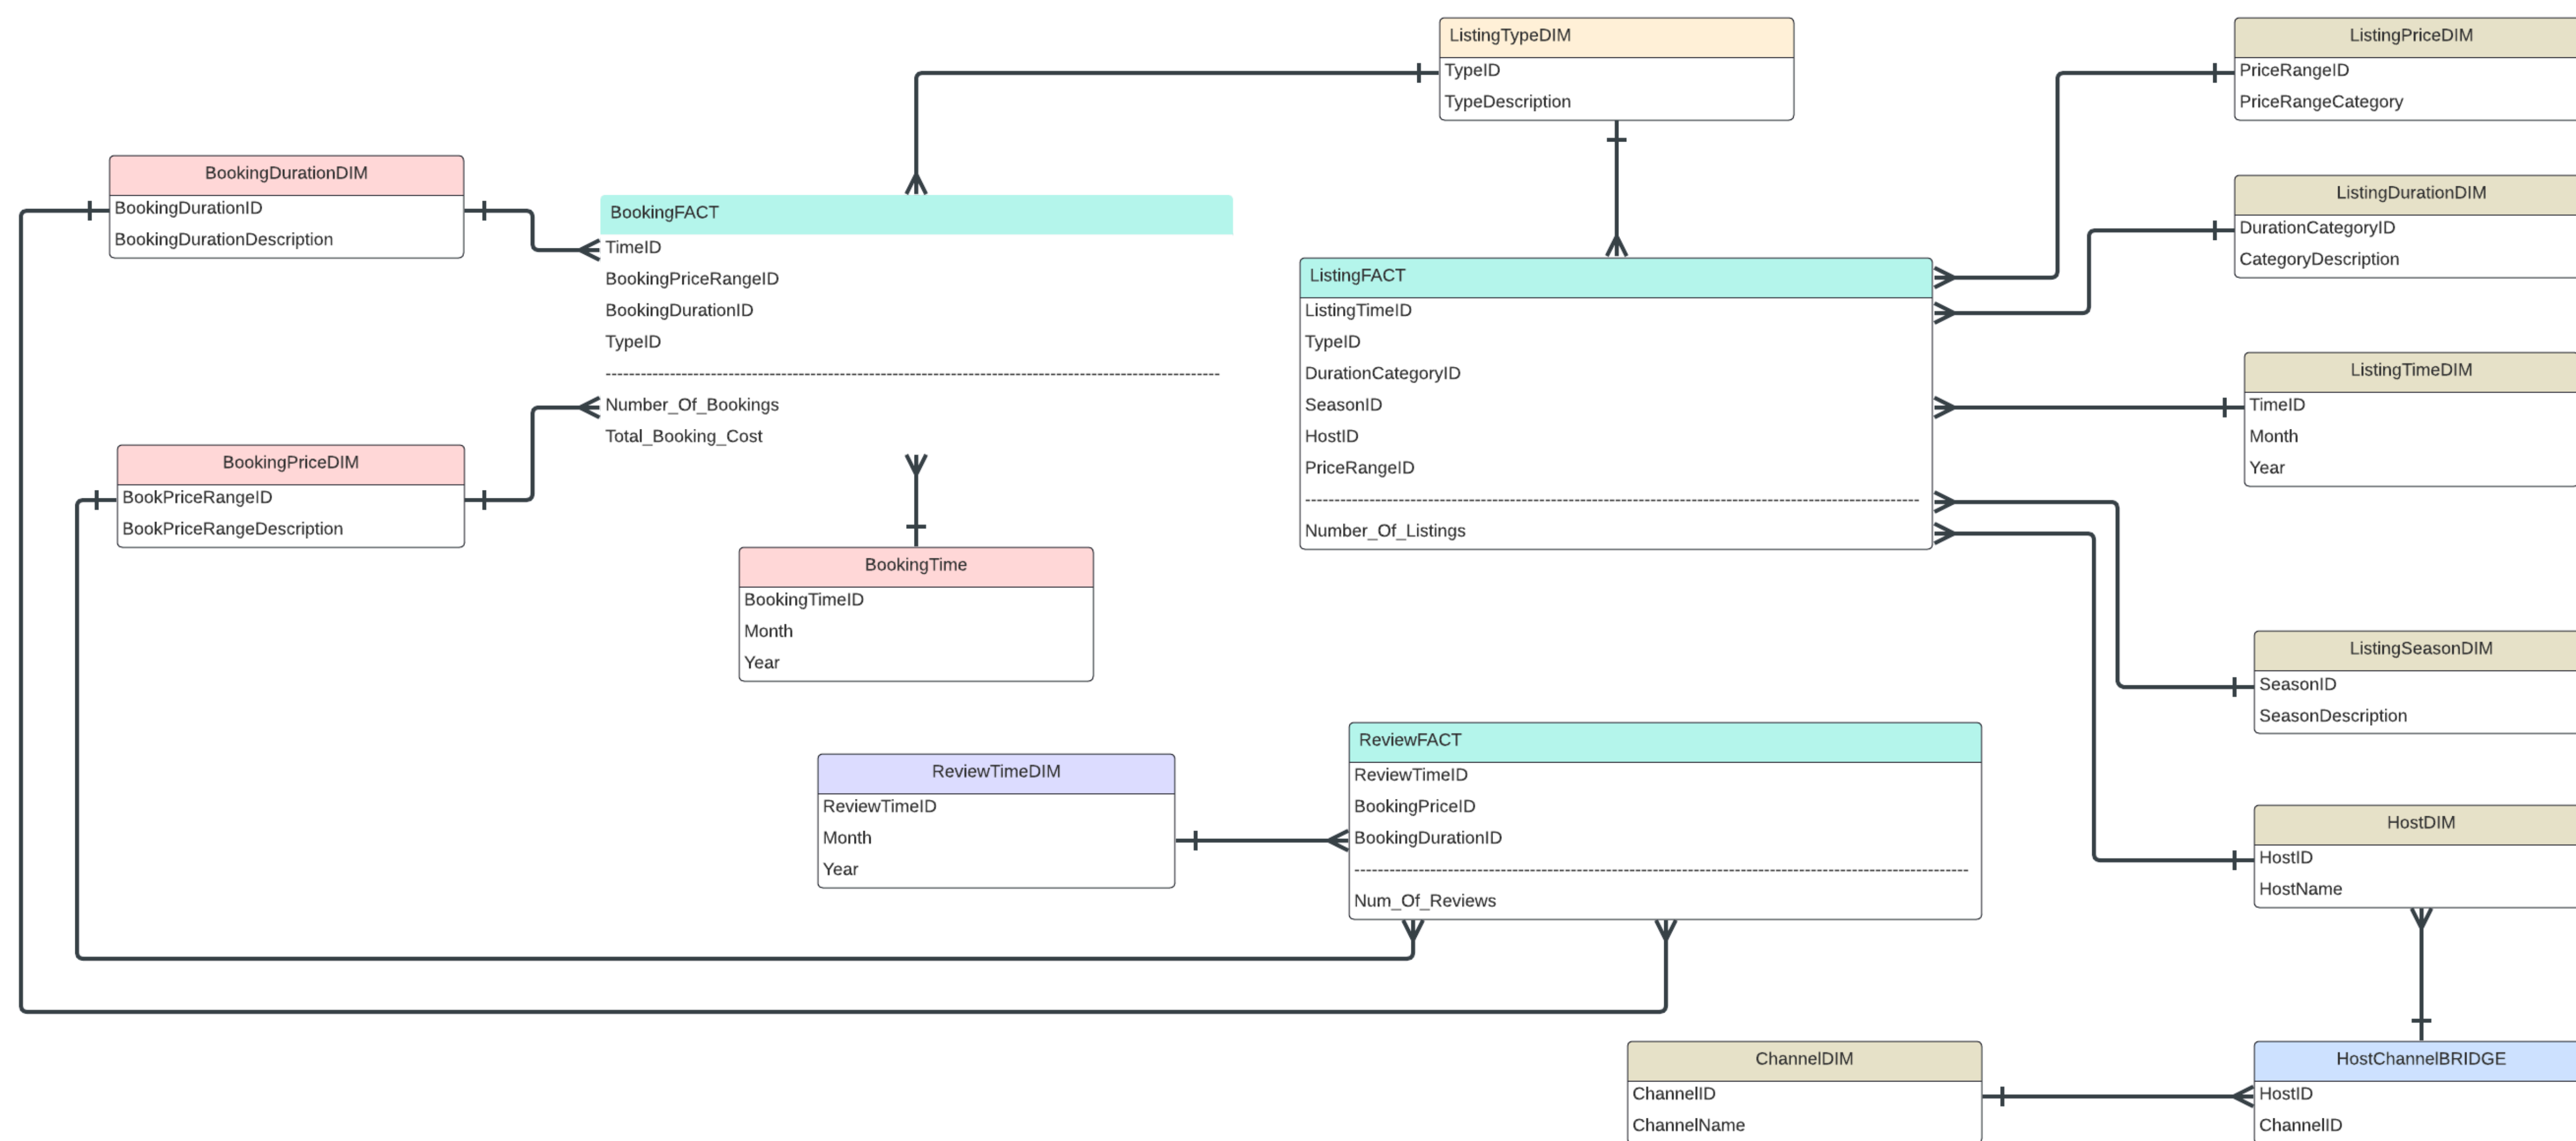 ListingTypeDIM
TypeID
TypeDescription
ListingPriceDIM
PriceRangeID
PriceRangeCategory
BookingDurationDIM
BookingDurationID
BookingDurationDescription
BookingFACT
TimeID
BookingPriceRangeID
BookingDurationID
TypeID
Number_Of_Bookings
Total_Booking_Cost
ListingDurationDIM
DurationCategoryID
CategoryDescription
ListingFACT
ListingTimeID
TypeID
DurationCategoryID
SeasonID
HostID
PriceRangeID
Number_Of_Listings
ListingTimeDIM
TimeID
Month
Year
BookingPriceDIM
BookPriceRangeID
BookPriceRangeDescription
BookingTime
BookingTimeID
Month
Year
ListingSeasonDIM
SeasonID
SeasonDescription
ReviewTimeDIM
ReviewTimeID
Month
Year
ReviewFACT
ReviewTimeID
BookingPriceID
BookingDurationID
Num_Of_Reviews
HostDIM
HostID
HostName
ChannelDIM
ChannelID
ChannelName
HostChannelBRIDGE
HostID
ChannelID